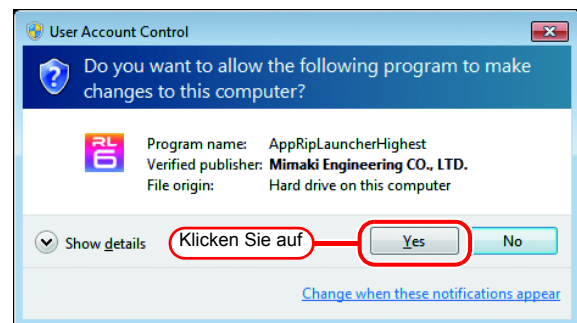 User Account Control
Do you want to allow the following program to make
changes to this computer?
RL
6
Program name: AppRipLauncherHighest
Verified publisher: Mimaki Engineering CO., LTD.
File origin: Hard drive on this computer
Show details
Klicken Sie auf
Yes
No
Change when these notifications appear